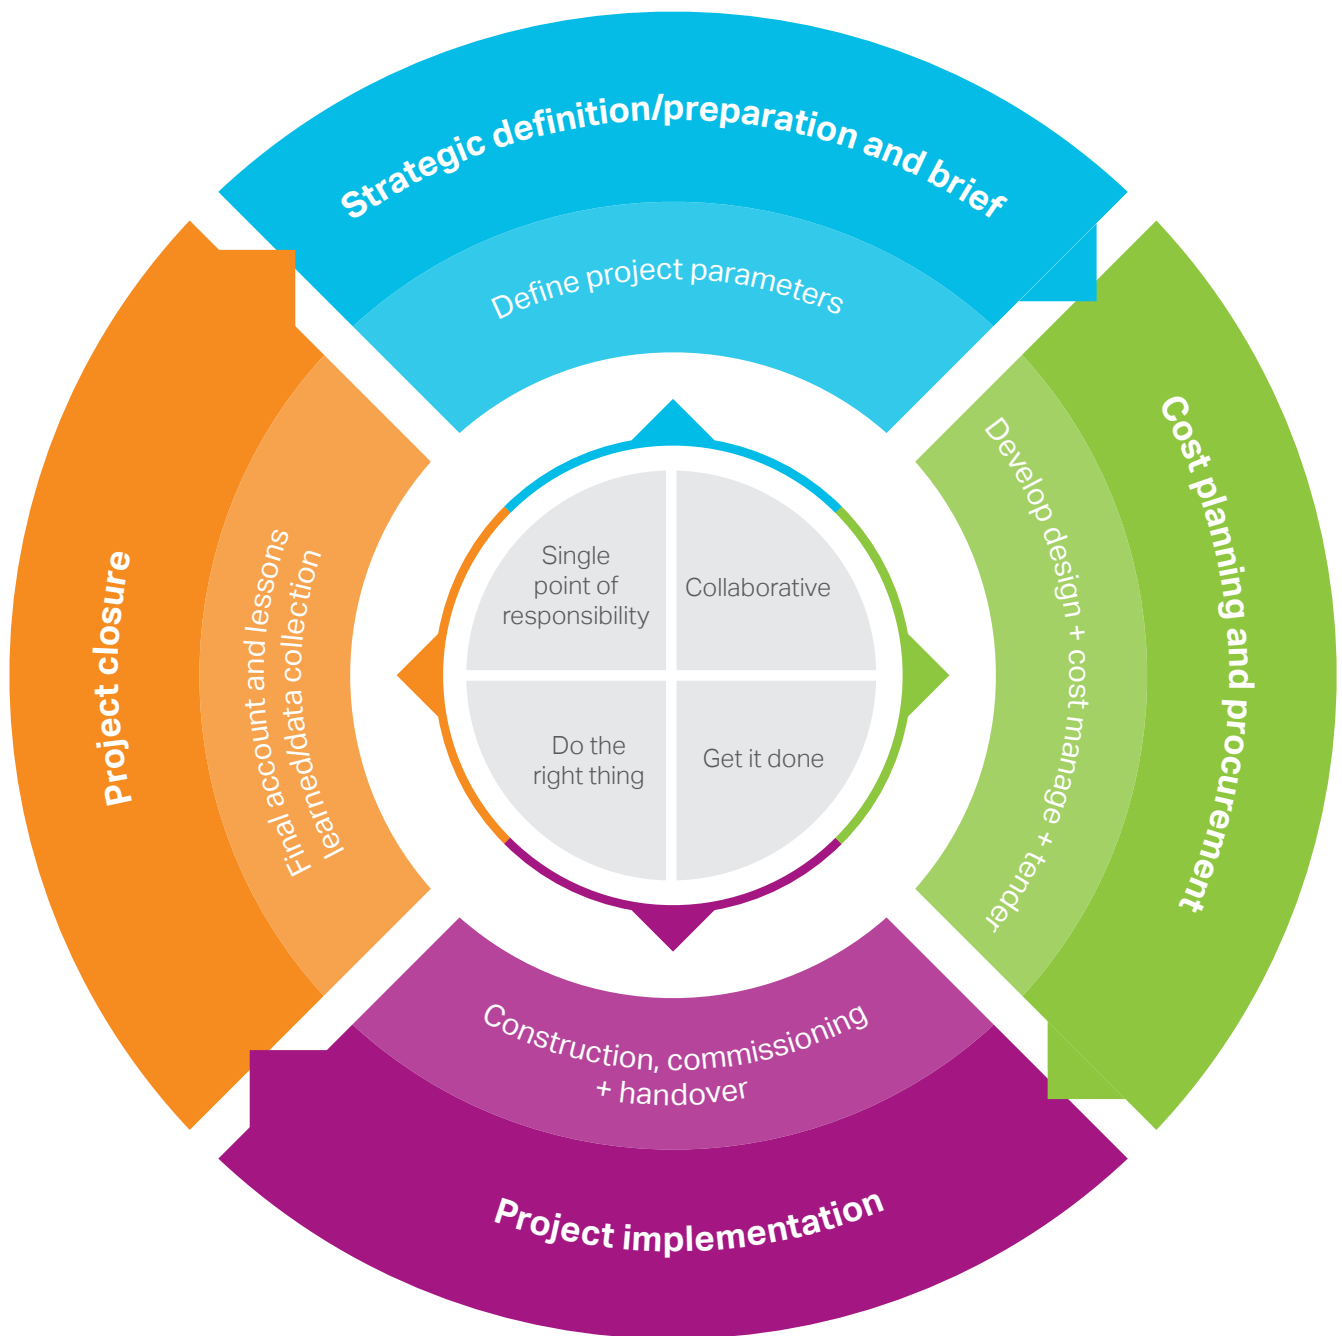 Strategic definition/preparation and brief
Define project parameters
Cost planning and procurement
Develop design + cost manage + tender
Project implementation
Construction, commissioning
+ handover
Project closure
Final account and lessons
learned/data collection
Single
point of
responsibility
Collaborative
Do the
right thing
Get it done